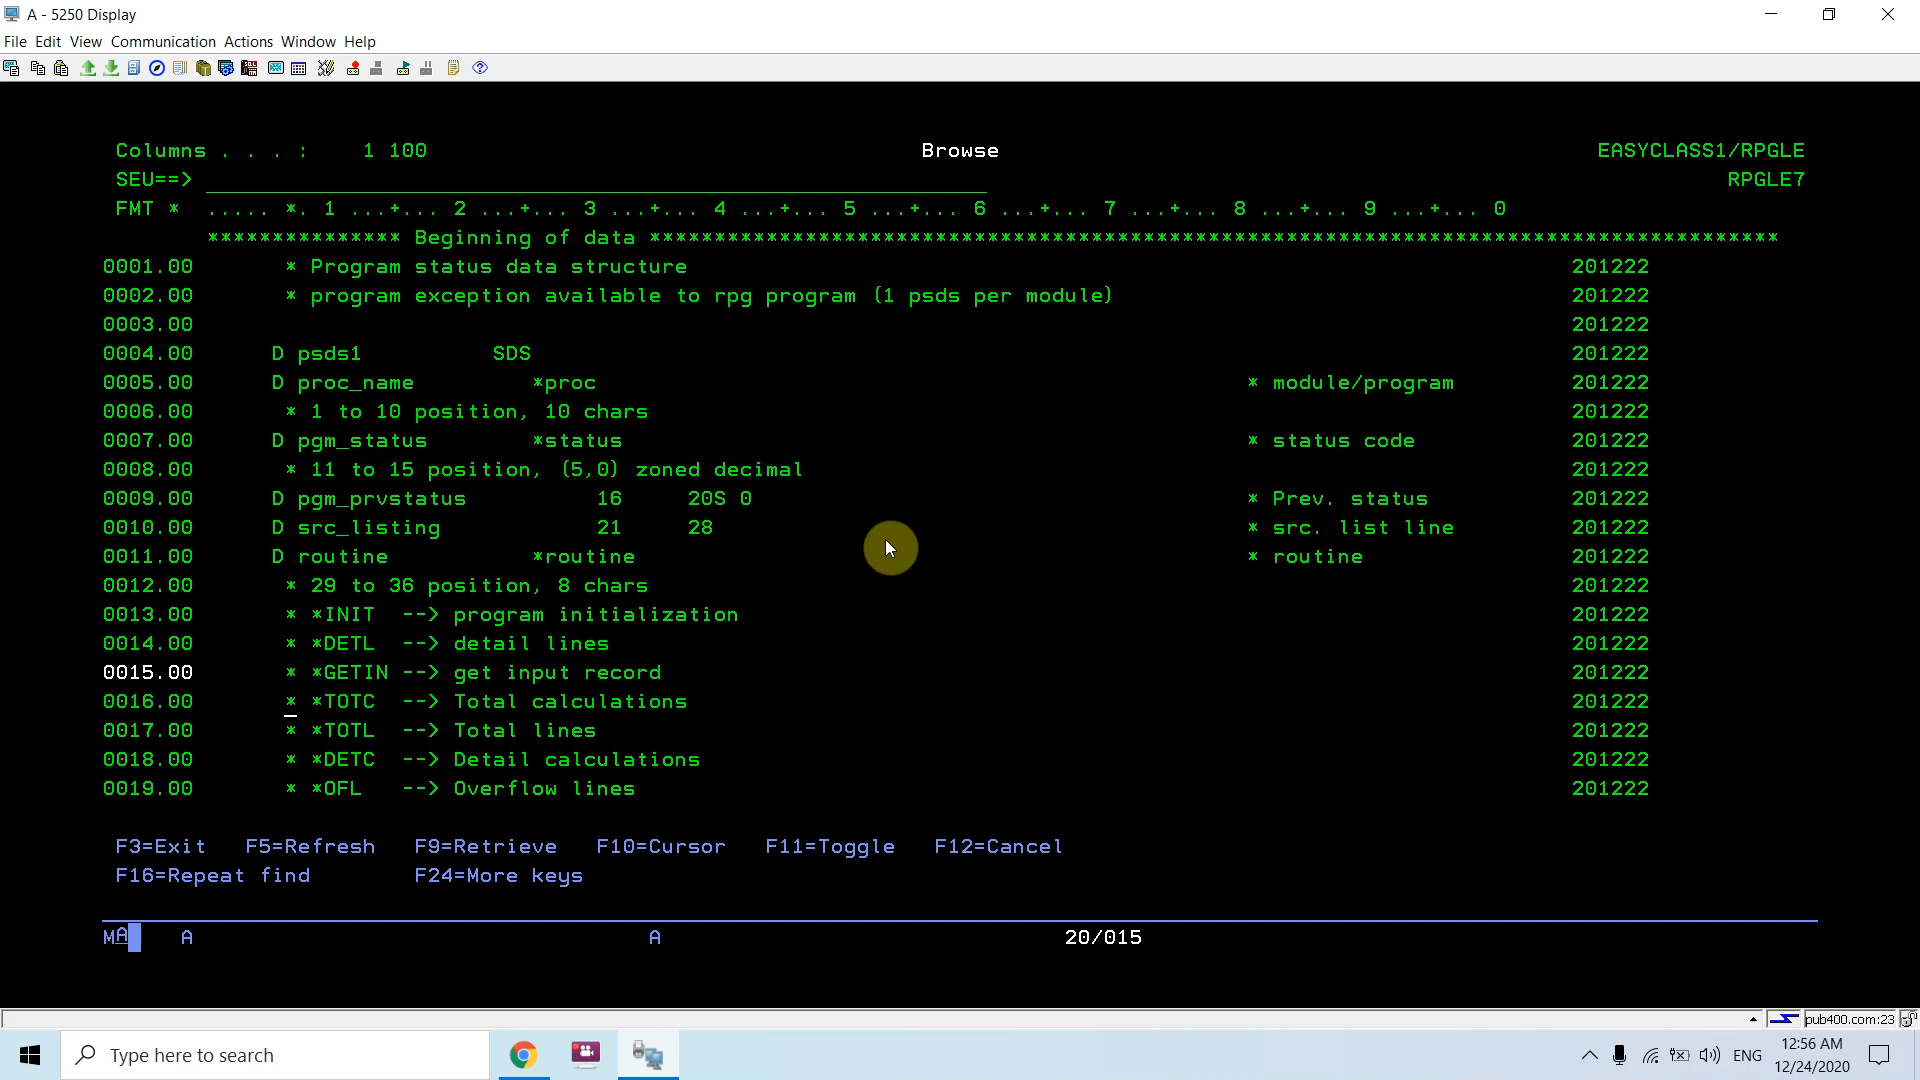 A - 5250 Display
File Edit View Communication Actions Window Help
Columns . . . :    1 100    Browse    EASYCLASS1/RPGLE
SEU==>    RPGLE7
FMT *  ..... *. 1 ...+... 2 ...+... 3 ...+... 4 ...+... 5 ...+... 6 ...+... 7 ...+... 8 ...+... 9 ...+... 0
*************** Beginning of data ***************************************************************************************
0001.00       * Program status data structure    201222
0002.00       * program exception available to rpg program (1 psds per module)    201222
0003.00    201222
0004.00      D psds1          SDS    201222
0005.00      D proc_name         *proc    * module/program    201222
0006.00       * 1 to 10 position, 10 chars    201222
0007.00      D pgm_status        *status    * status code    201222
0008.00       * 11 to 15 position, (5,0) zoned decimal    201222
0009.00      D pgm_prvstatus          16     20S 0    * Prev. status    201222
0010.00      D src_listing            21     28    * src. list line    201222
0011.00      D routine           *routine    * routine    201222
0012.00       * 29 to 36 position, 8 chars    201222
0013.00       * *INIT  --> program initialization    201222
0014.00       * *DETL  --> detail lines    201222
0015.00       * *GETIN --> get input record    201222
0016.00       * *TOTC  --> Total calculations    201222
0017.00       * *TOTL  --> Total lines    201222
0018.00       * *DETC  --> Detail calculations    201222
0019.00       * *OFL   --> Overflow lines    201222
F3=Exit   F5=Refresh   F9=Retrieve   F10=Cursor   F11=Toggle   F12=Cancel
F16=Repeat find        F24=More keys
MA    A    A    20/015
pub400.com:23
Type here to search
ENG
12:56 AM
12/24/2020